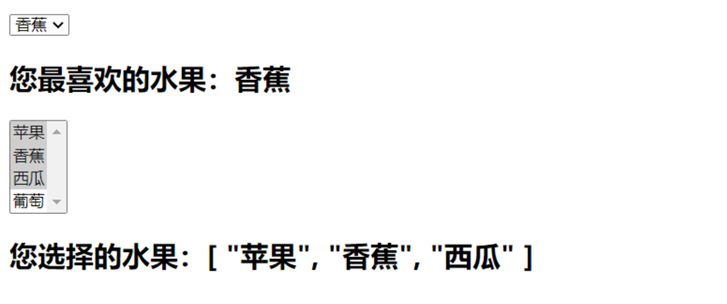 香蕉
您最喜欢的水果：香蕉
苹果
香蕉
西瓜
葡萄
您选择的水果：[ "苹果", "香蕉", "西瓜" ]